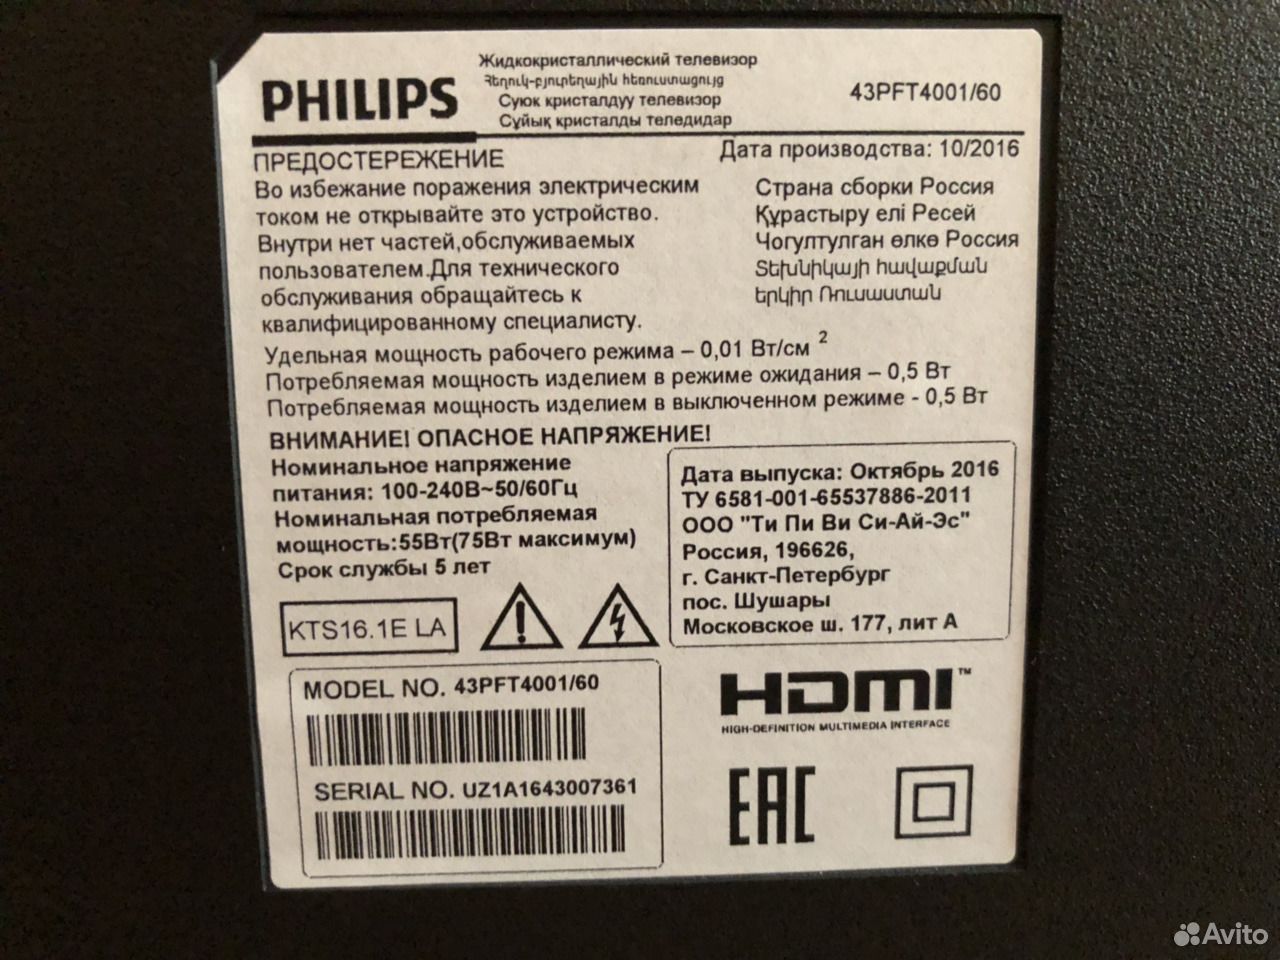 PHILIPS
Жидкокристаллический телевизор
Հեղուկ-բյուրեղային հեռուստացույց
Суюк кристалдуу телевизор
Сұйық кристалды теледидар
43PFT4001/60
ПРЕДОСТЕРЕЖЕНИЕ
Во избежание поражения электрическим
током не открывайте это устройство.
Внутри нет частей,обслуживаемых
пользователем.Для технического
обслуживания обращайтесь к
квалифицированному специалисту.
Дата производства: 10/2016
Страна сборки Россия
Құрастыру елі Ресей
Чогултулган өлкө Россия
Տեխնիկայի հավաքման
երկիր Ռուսաստան
Удельная мощность рабочего режима – 0,01 Вт/см 2
Потребляемая мощность изделием в режиме ожидания – 0,5 Вт
Потребляемая мощность изделием в выключенном режиме - 0,5 Вт
ВНИМАНИЕ! ОПАСНОЕ НАПРЯЖЕНИЕ!
Номинальное напряжение
питания: 100-240В~50/60Гц
Номинальная потребляемая
мощность:55Вт(75Вт максимум)
Срок службы 5 лет
Дата выпуска: Октябрь 2016
ТУ 6581-001-65537886-2011
ООО "Ти Пи Ви Си-Ай-Эс"
Россия, 196626,
г. Санкт-Петербург
пос. Шушары
Московское ш. 177, лит А
KTS16.1E LA
MODEL NO. 43PFT4001/60
SERIAL NO. UZ1A1643007361
HDMI™
HIGH-DEFINITION MULTIMEDIA INTERFACE
EAC
Avito